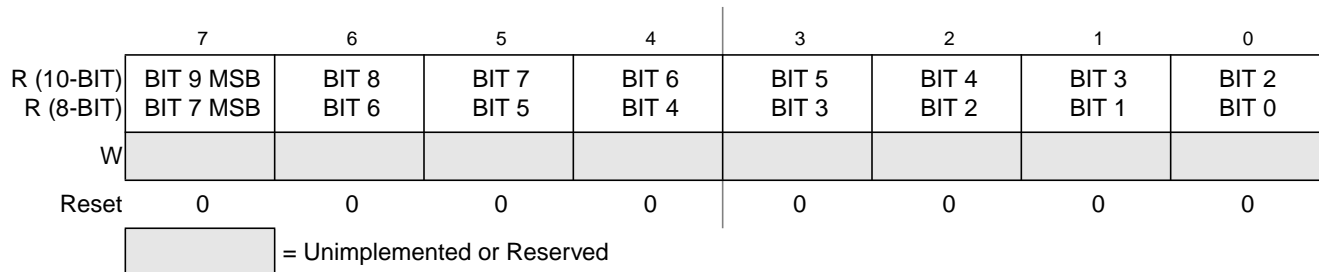 7 6 5 4 3 2 1 0
R (10-BIT) BIT 9 MSB BIT 8 BIT 7 BIT 6 BIT 5 BIT 4 BIT 3 BIT 2
R (8-BIT) BIT 7 MSB BIT 6 BIT 5 BIT 4 BIT 3 BIT 2 BIT 1 BIT 0
W
Reset 0 0 0 0 0 0 0 0
= Unimplemented or Reserved